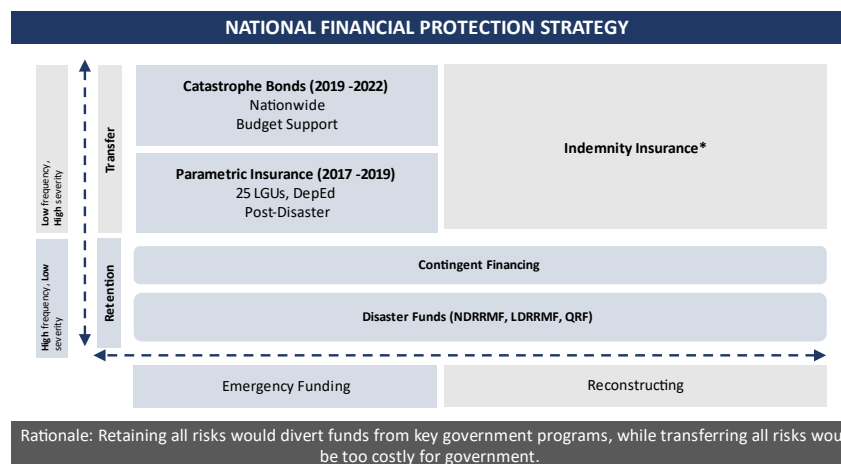 NATIONAL FINANCIAL PROTECTION STRATEGY
Low frequency,
High severity
Transfer
Catastrophe Bonds (2019 -2022)
Nationwide
Budget Support
Parametric Insurance (2017 -2019)
25 LGUs, DepEd
Post-Disaster
Indemnity Insurance*
High frequency, Low
severity
Retention
Contingent Financing
Disaster Funds (NDRRMF, LDRRMF, QRF)
Emergency Funding
Reconstructing
Rationale: Retaining all risks would divert funds from key government programs, while transferring all risks wou
be too costly for government.